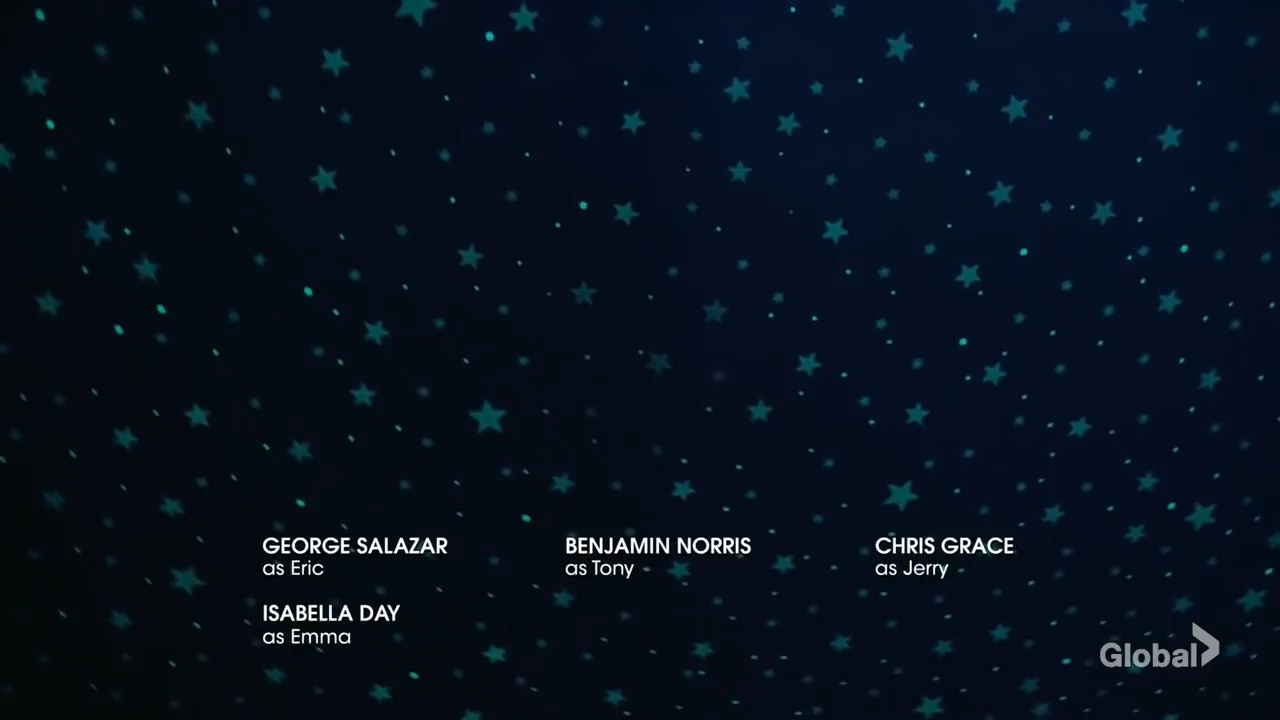 GEORGE SALAZAR
as Eric
BENJAMIN NORRIS
as Tony
CHRIS GRACE
as Jerry
ISABELLA DAY
as Emma
Global